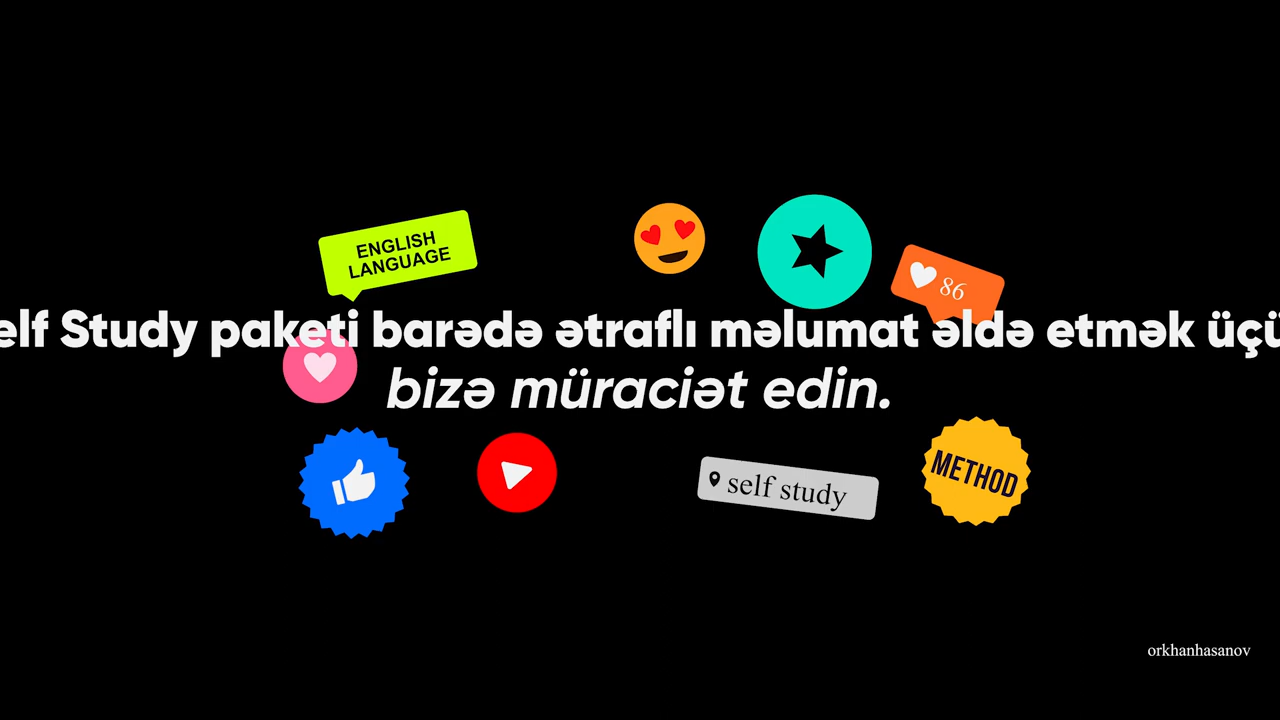 ENGLISH
LANGUAGE
86
elf Study paketi barədə ətraflı məlumat əldə etmək üçü
bizə müraciət edin.
self study
METHOD
orkhanhasanov